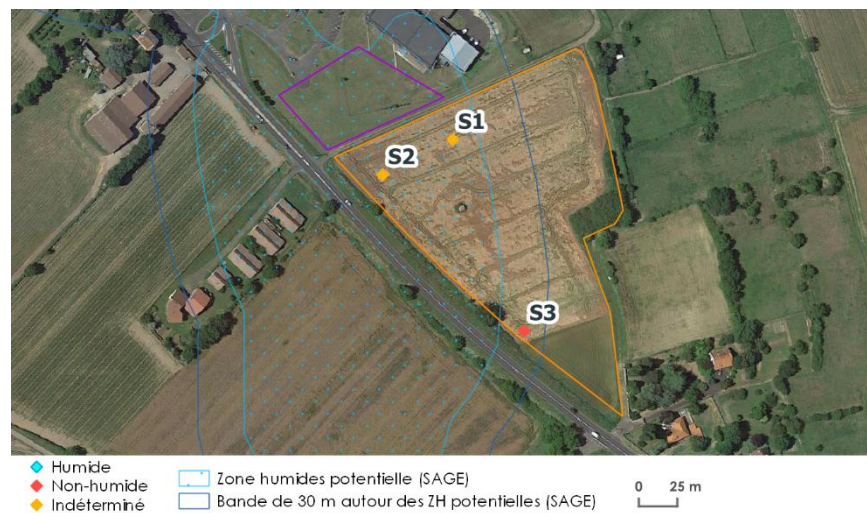 S1
S2
S3
Humide
Non-humide
Indéterminé
Zone humides potentielle (SAGE)
Bande de 30 m autour des ZH potentielles (SAGE)
0 25 m